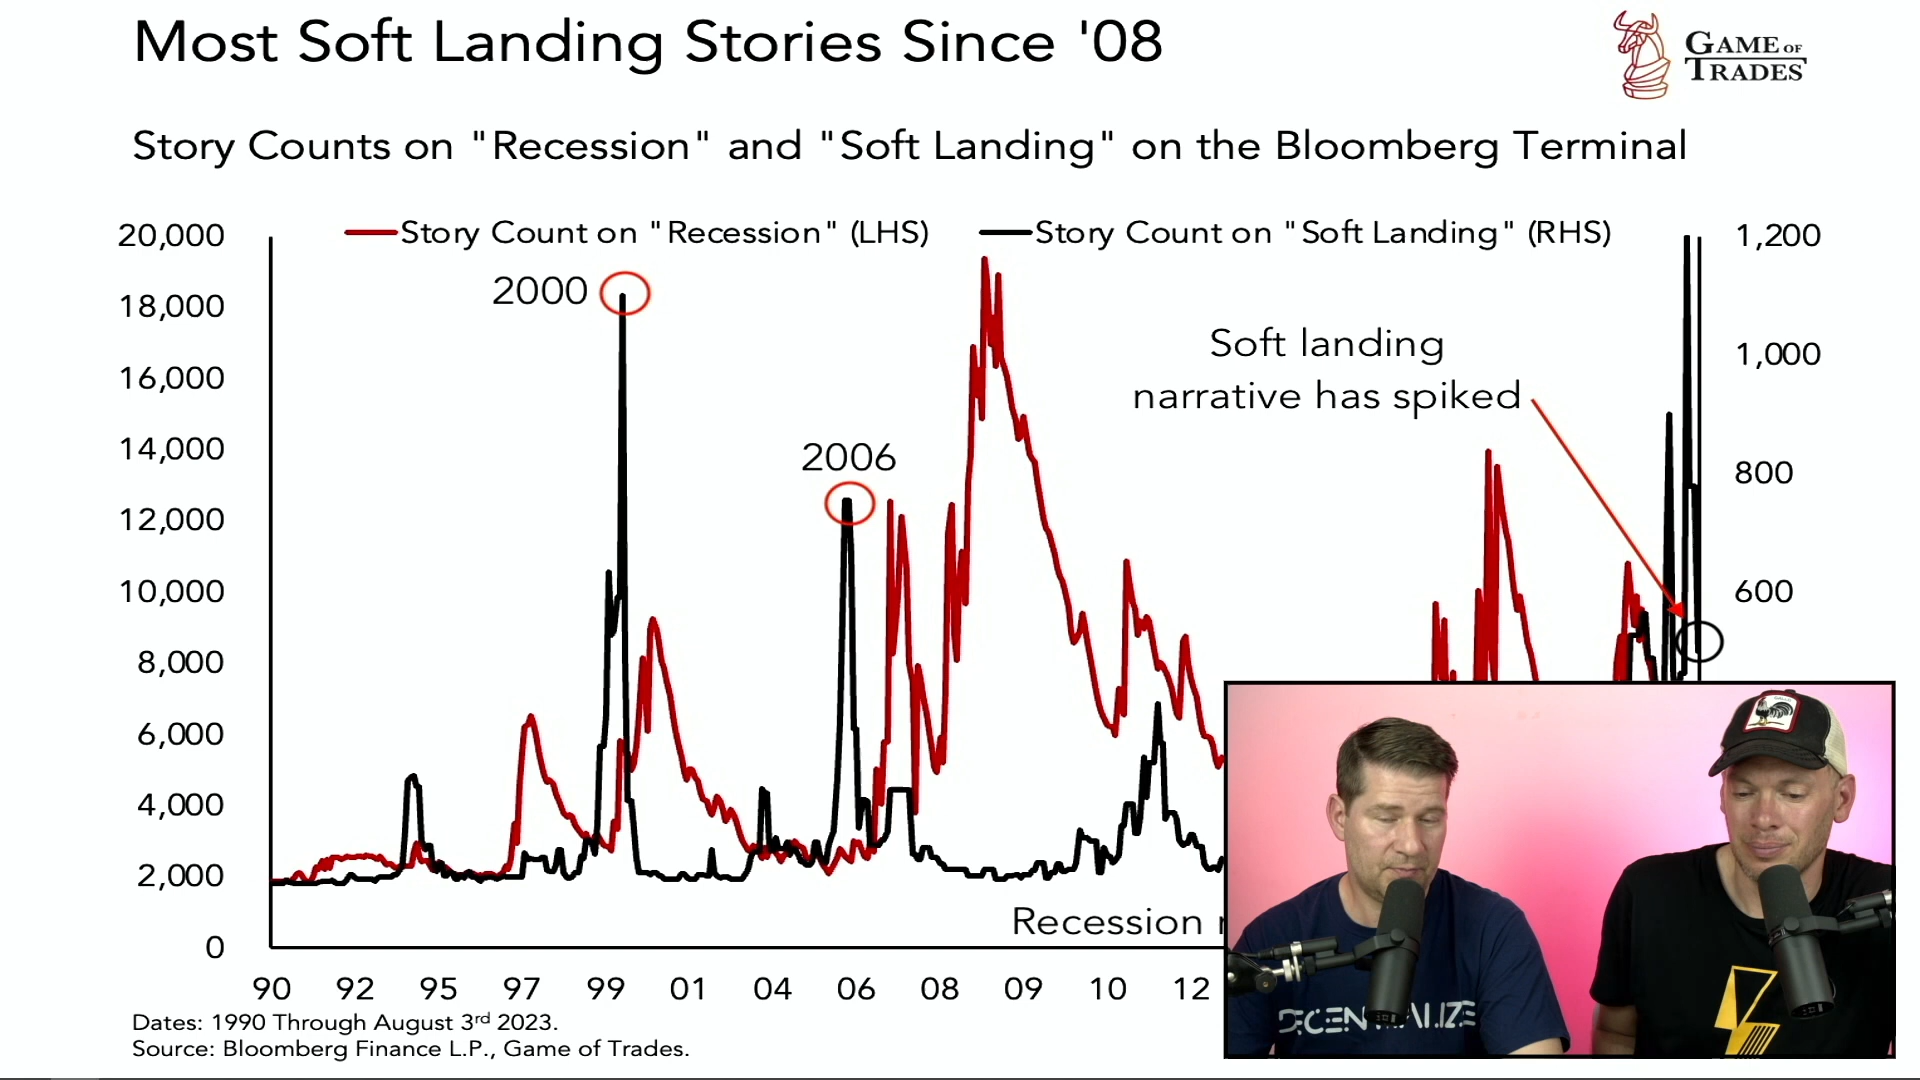 Most Soft Landing Stories Since '08
GAME OF
TRADES
Story Counts on "Recession" and "Soft Landing" on the Bloomberg Terminal
Story Count on "Recession" (LHS)
Story Count on "Soft Landing" (RHS)
20,000
18,000
16,000
14,000
12,000
10,000
8,000
6,000
4,000
2,000
0
1,200
1,000
800
600
2000
2006
Soft landing
narrative has spiked
Recession
90 92 95 97 99 01 04 06 08 09 10 12
Dates: 1990 Through August 3rd 2023.
Source: Bloomberg Finance L.P., Game of Trades.
DECENTRALIZE